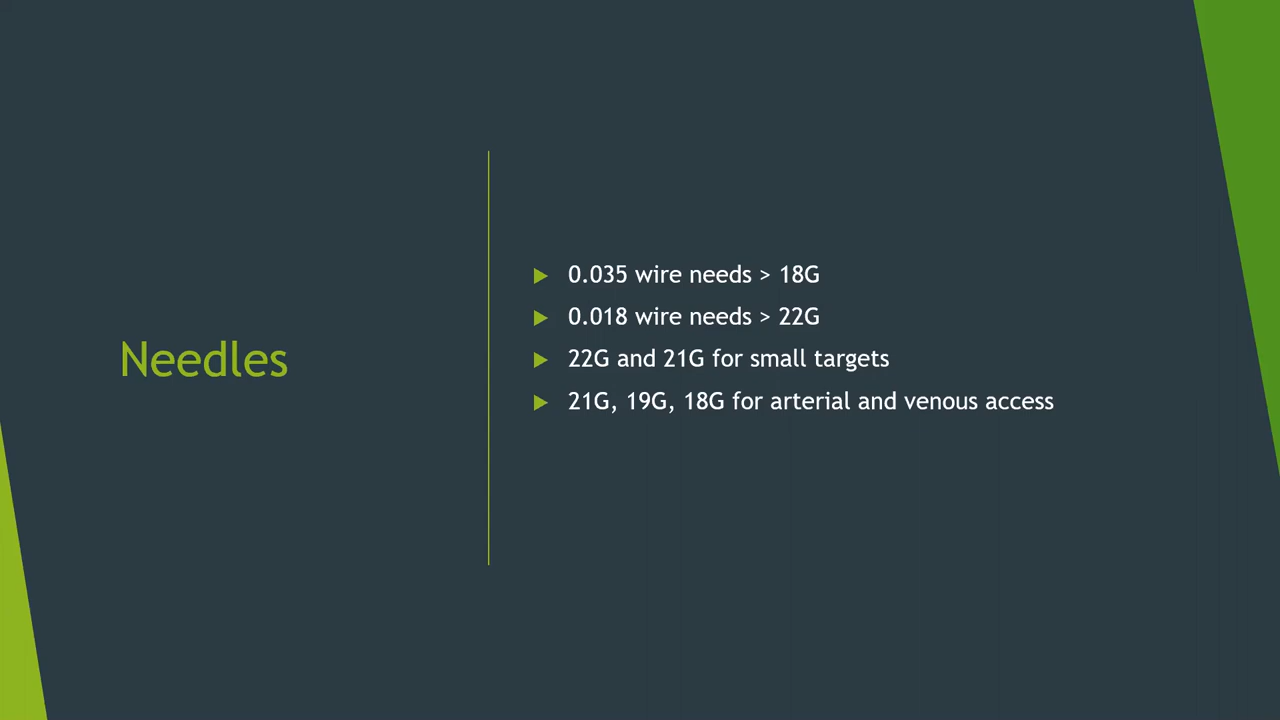 Needles
0.035 wire needs > 18G
0.018 wire needs > 22G
22G and 21G for small targets
21G, 19G, 18G for arterial and venous access